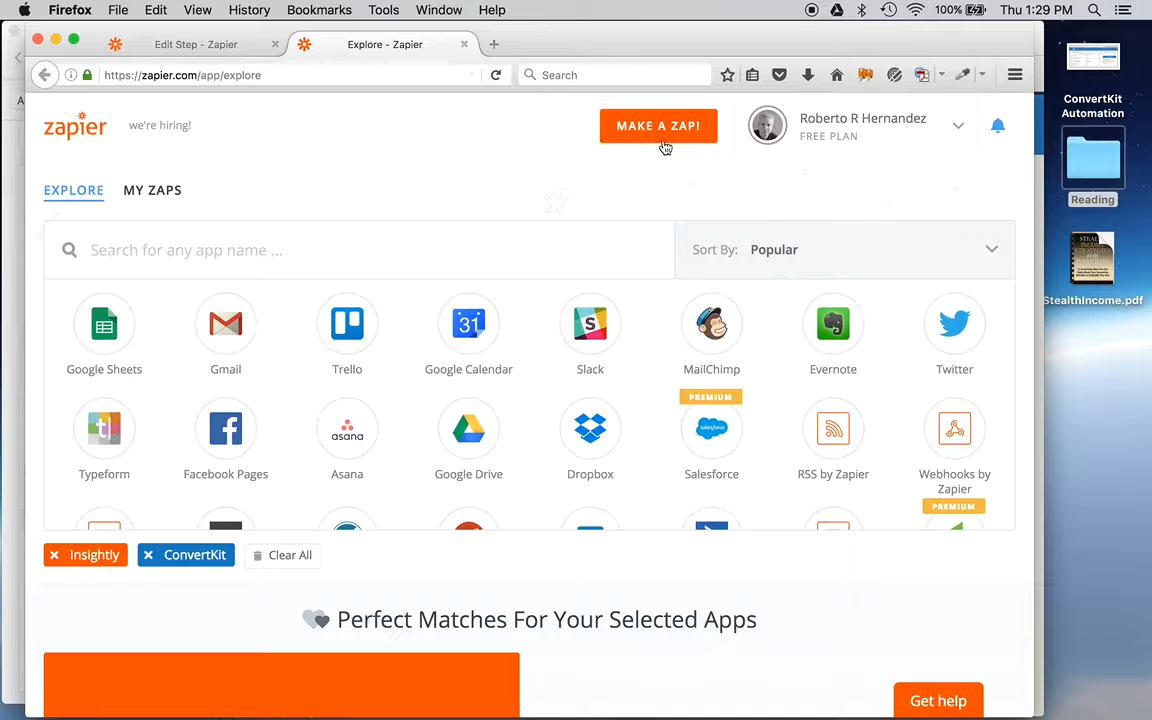 Firefox File Edit View History Bookmarks Tools Window Help 100% Thu 1:29 PM
Edit Step - Zapier
Explore - Zapier
https://zapier.com/app/explore
Search
zapier
we're hiring!
MAKE A ZAP!
Roberto R Hernandez
FREE PLAN
EXPLORE
MY ZAPS
Search for any app name ...
Sort By: Popular
31
S
Google Sheets
Gmail
Trello
Google Calendar
Slack
MailChimp
Evernote
Twitter
PREMIUM
asana
salesforce
Typeform
Facebook Pages
Asana
Google Drive
Dropbox
Salesforce
RSS by Zapier
Webhooks by
Zapier
PREMIUM
Insightly
ConvertKit
Clear All
Perfect Matches For Your Selected Apps
Get help
ConvertKit
Automation
Reading
STEALTH
INCOME
STRATEGIES
StealthIncome.pdf